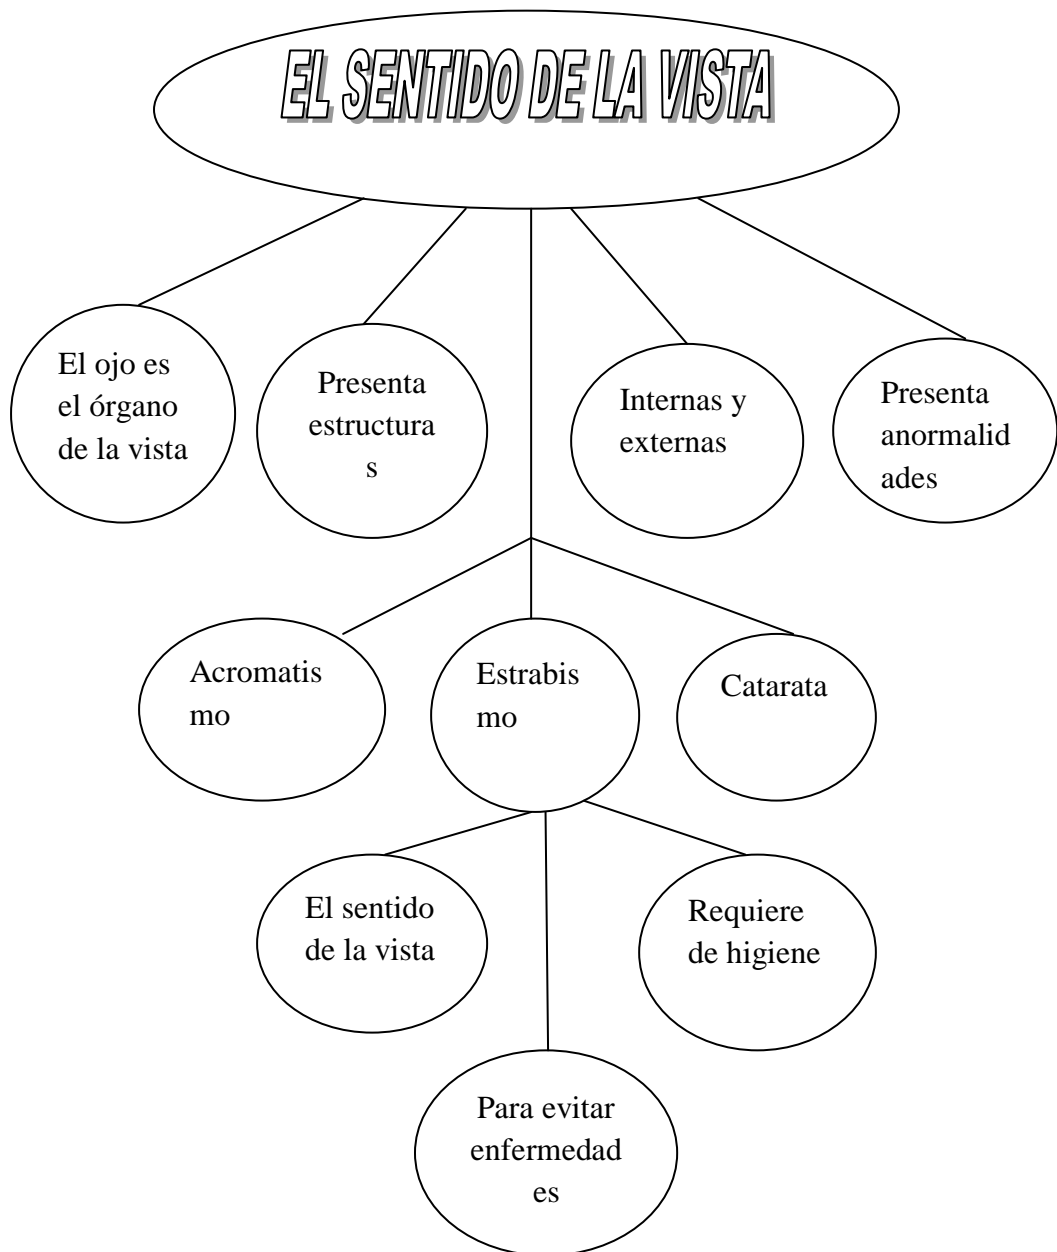 EL SENTIDO DE LA VISTA
El ojo es
el órgano
de la vista
Presenta
estructura
s
Internas y
externas
Presenta
anormalid
ades
Acromatis
mo
Estrabis
mo
Catarata
El sentido
de la vista
Requiere
de higiene
Para evitar
enfermedad
es